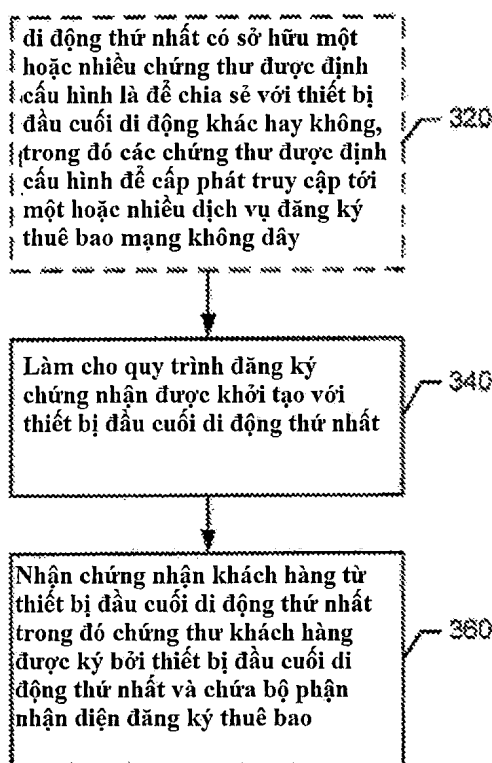 di động thứ nhất có sở hữu một
hoặc nhiều chứng thư được định
cấu hình là để chia sẻ với thiết bị
đầu cuối di động khác hay không,
trong đó các chứng thư được định
cấu hình để cấp phát truy cập tới
một hoặc nhiều dịch vụ đăng ký
thuê bao mạng không dây
320
Làm cho quy trình đăng ký
chứng nhận được khởi tạo với
thiết bị đầu cuối di động thứ nhất
340
Nhận chứng nhận khách hàng từ
thiết bị đầu cuối di động thứ nhất
trong đó chứng thư khách hàng
được ký bởi thiết bị đầu cuối di
động thứ nhất và chứa bộ phận
nhận diện đăng ký thuê bao
360